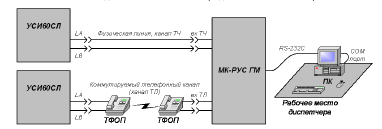 УСИ60СЛ
LA
Физическая линия, канал ТЧ
вх ТЧ
LB
МК-РУС ГМ
RS-232C
COM
порт
ПК
Рабочее место
диспетчера
УСИ60СЛ
LA
Коммутируемый телефонный канал
(канал ТЛ)
вх ТЛ
LB
ТФОП
ТФОП